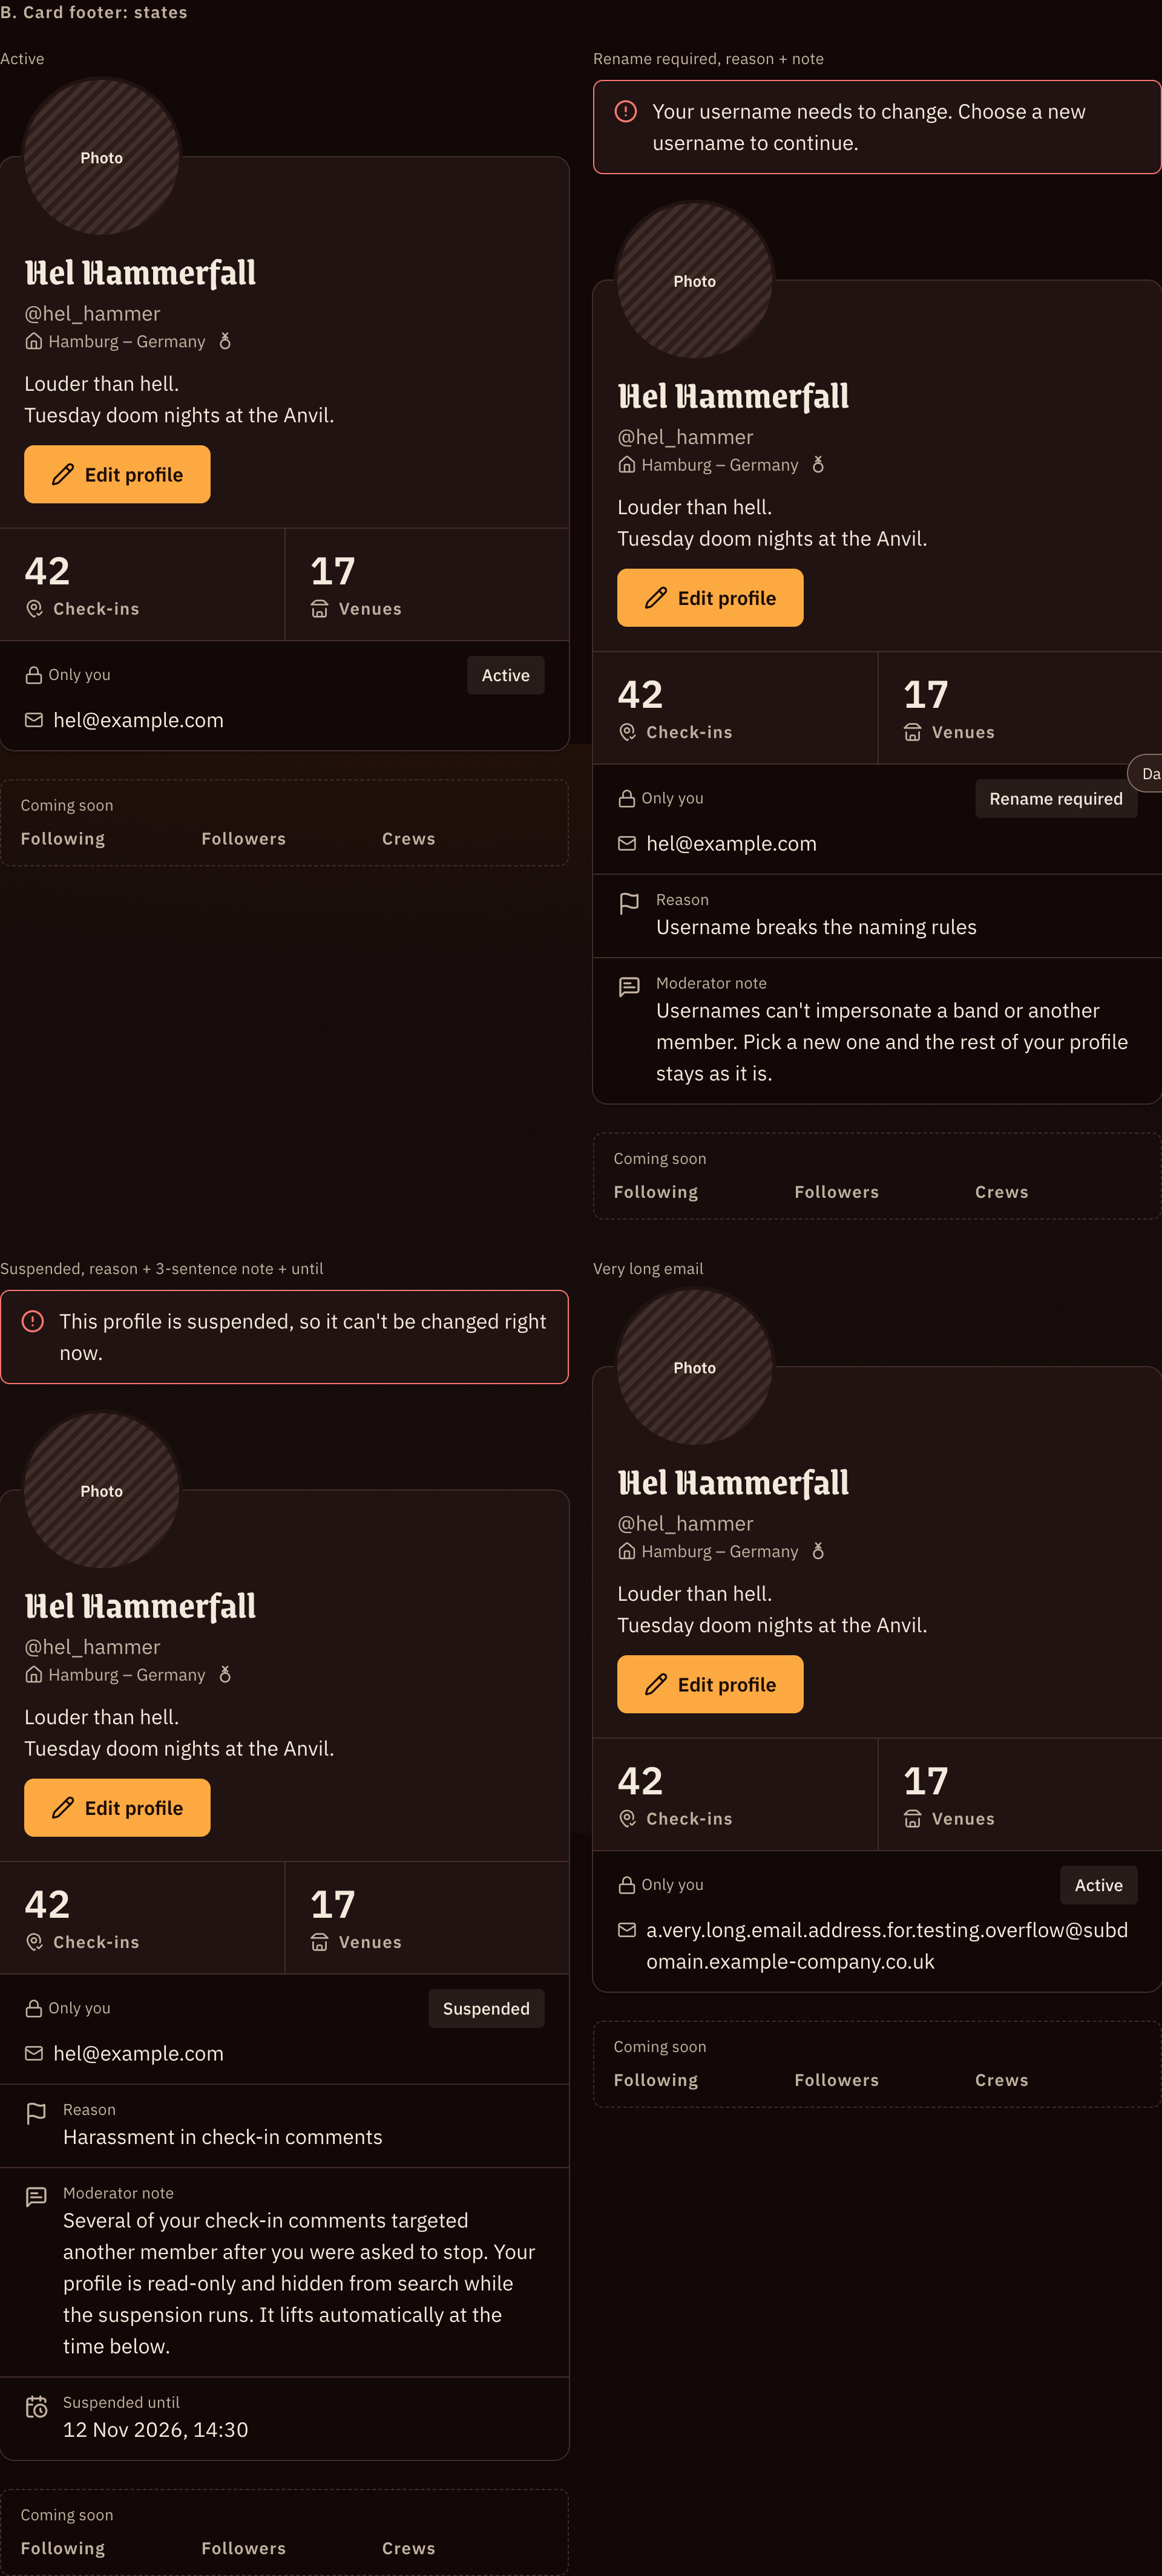 B. Card footer: states
Active
Photo
Hel Hammerfall
@hel_hammer
Hamburg – Germany
Louder than hell.
Tuesday doom nights at the Anvil.
Edit profile
42
Check-ins
17
Venues
Only you
Active
hel@example.com
Coming soon
Following
Followers
Crews
Rename required, reason + note
Your username needs to change. Choose a new
username to continue.
Photo
Hel Hammerfall
@hel_hammer
Hamburg – Germany
Louder than hell.
Tuesday doom nights at the Anvil.
Edit profile
42
Check-ins
17
Venues
Da
Only you
Rename required
hel@example.com
Reason
Username breaks the naming rules
Moderator note
Usernames can't impersonate a band or another
member. Pick a new one and the rest of your profile
stays as it is.
Coming soon
Following
Followers
Crews
Suspended, reason + 3-sentence note + until
This profile is suspended, so it can't be changed right
now.
Photo
Hel Hammerfall
@hel_hammer
Hamburg – Germany
Louder than hell.
Tuesday doom nights at the Anvil.
Edit profile
42
Check-ins
17
Venues
Only you
Suspended
hel@example.com
Reason
Harassment in check-in comments
Moderator note
Several of your check-in comments targeted
another member after you were asked to stop. Your
profile is read-only and hidden from search while
the suspension runs. It lifts automatically at the
time below.
Suspended until
12 Nov 2026, 14:30
Coming soon
Following
Followers
Crews
Very long email
Photo
Hel Hammerfall
@hel_hammer
Hamburg – Germany
Louder than hell.
Tuesday doom nights at the Anvil.
Edit profile
42
Check-ins
17
Venues
Only you
Active
a.very.long.email.address.for.testing.overflow@subd
omain.example-company.co.uk
Coming soon
Following
Followers
Crews